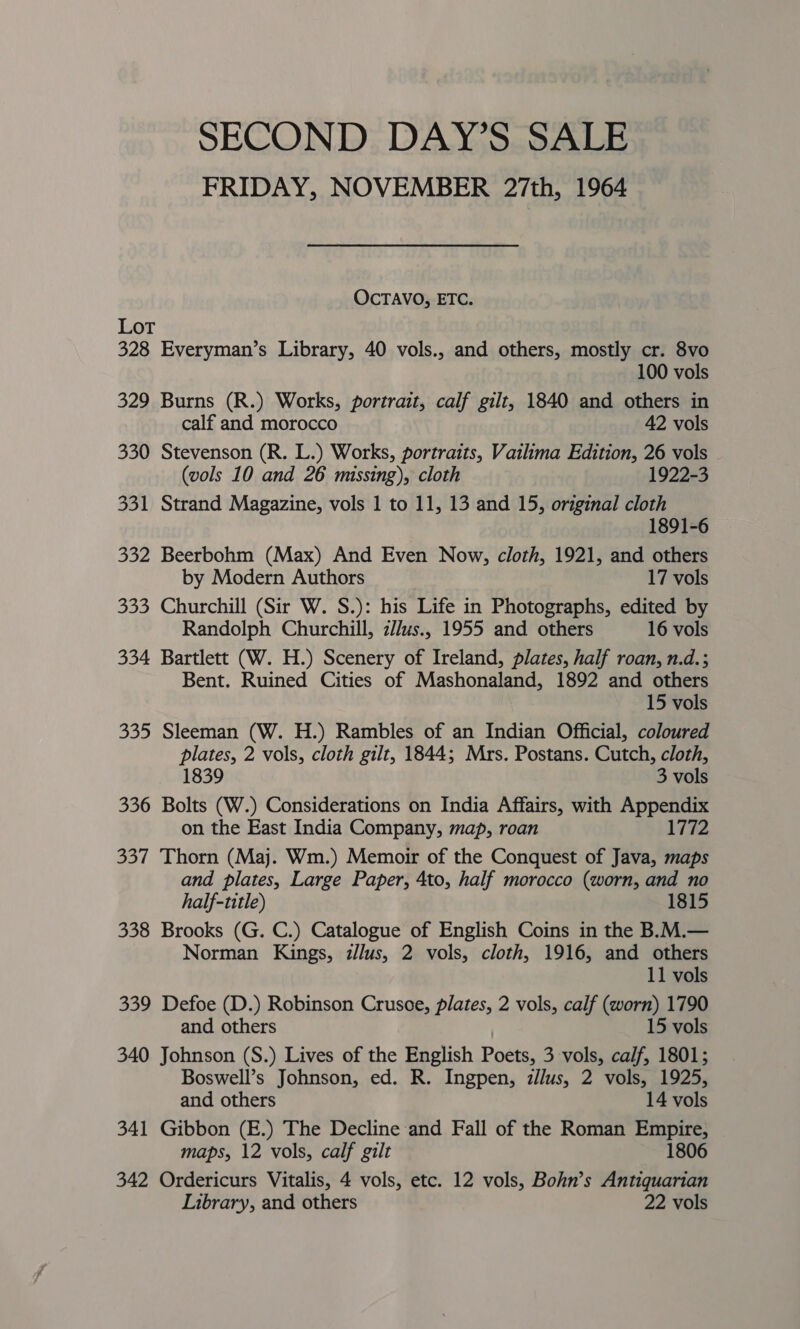 SECOND DAY'S SALE
FRIDAY, NOVEMBER 27th, 1964
OCTAVO, ETC.
LOT
328 Everyman's Library, 40 vols., and others, mostly cr. 8vo
100 vols
329 Burns (R.) Works, portrait, calf gilt, 1840 and others in
calf and morocco 42 vols
330 Stevenson (R. L.) Works, portraits, Vailima Edition, 26 vols
(vols 10 and 26 missing), cloth 1922-3
331 Strand Magazine, vols 1 to 11, 13 and 15, original cloth
1891-6
332 Beerbohm (Max) And Even Now, cloth, 1921, and others
by Modern Authors 17 vols
333 Churchill (Sir W. S.): his Life in Photographs, edited by
Randolph Churchill, illus., 1955 and others 16 vols
334 Bartlett (W. H.) Scenery of Ireland, plates, half roan, n.d.;
Bent. Ruined Cities of Mashonaland, 1892 and others
15 vols
335 Sleeman (W. H.) Rambles of an Indian Official, coloured
plates, 2 vols, cloth gilt, 1844; Mrs. Postans. Cutch, cloth,
1839 3 vols
336 Bolts (W.) Considerations on India Affairs, with Appendix
on the East India Company, map, roan 1772
337 Thorn (Maj. Wm.) Memoir of the Conquest of Java, maps
and plates, Large Paper, 4to, half morocco (worn, and no
half-title) 1815
338 Brooks (G. C.) Catalogue of English Coins in the B.M.—
Norman Kings, illus, 2 vols, cloth, 1916, and others
11 vols
339 Defoe (D.) Robinson Crusoe, plates, 2 vols, calf (worn) 1790
and others 15 vols
340 Johnson (S.) Lives of the English Poets, 3 vols, calf, 1801;
Boswell's Johnson, ed. R. Ingpen, illus, 2 vols, 1925,
and others 14 vols
341 Gibbon (E.) The Decline and Fall of the Roman Empire,
maps, 12 vols, calf gilt 1806
342 Ordericurs Vitalis, 4 vols, etc. 12 vols, Bohn's Antiquarian
Library, and others 22 vols